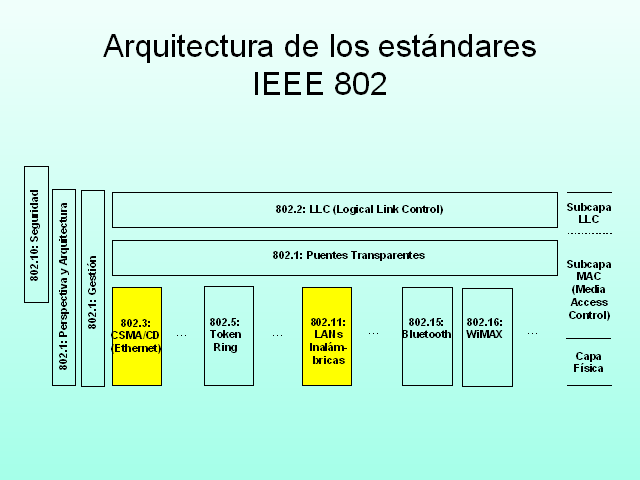 Arquitectura de los estándares
IEEE 802
802.10: Seguridad
802.1: Perspectiva y Arquitectura
802.1: Gestión
802.2: LLC (Logical Link Control)
802.1: Puentes Transparentes
802.3:
CSMA/CD
(Ethernet)
...
802.5:
Token
Ring
...
802.11:
LANs
Inalám-
bricas
...
802.15:
Bluetooth
802.16:
WiMAX
...
Subcapa
LLC
Subcapa
MAC
(Media
Access
Control)
Capa
Física